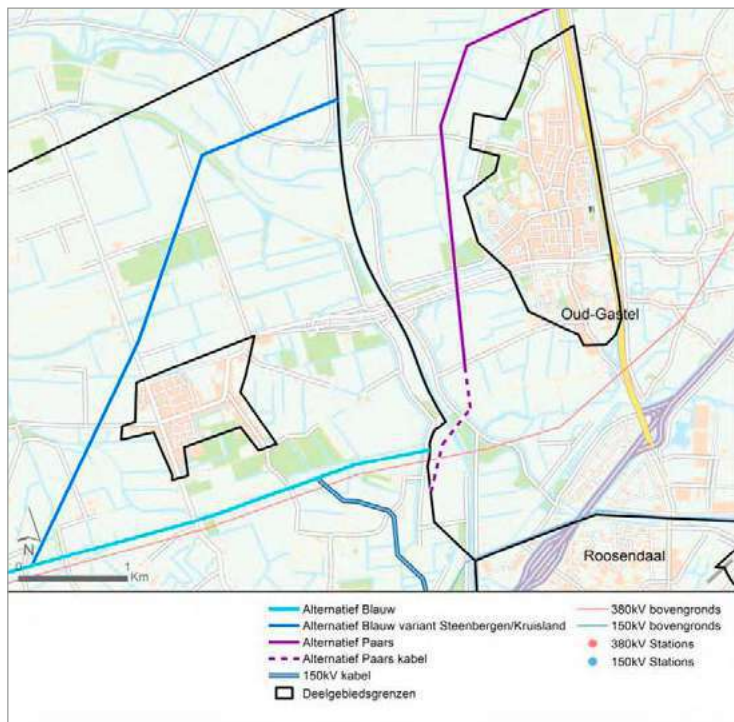 Oud-Gastel
Roosendaal
N
0 1
Km
Alternatief Blauw
Alternatief Blauw variant Steenbergen/Kruisland
Alternatief Paars
Alternatief Paars kabel
150kV kabel
Deelgebiedsgrenzen
380kV bovengronds
150kV bovengronds
380kV Stations
150kV Stations